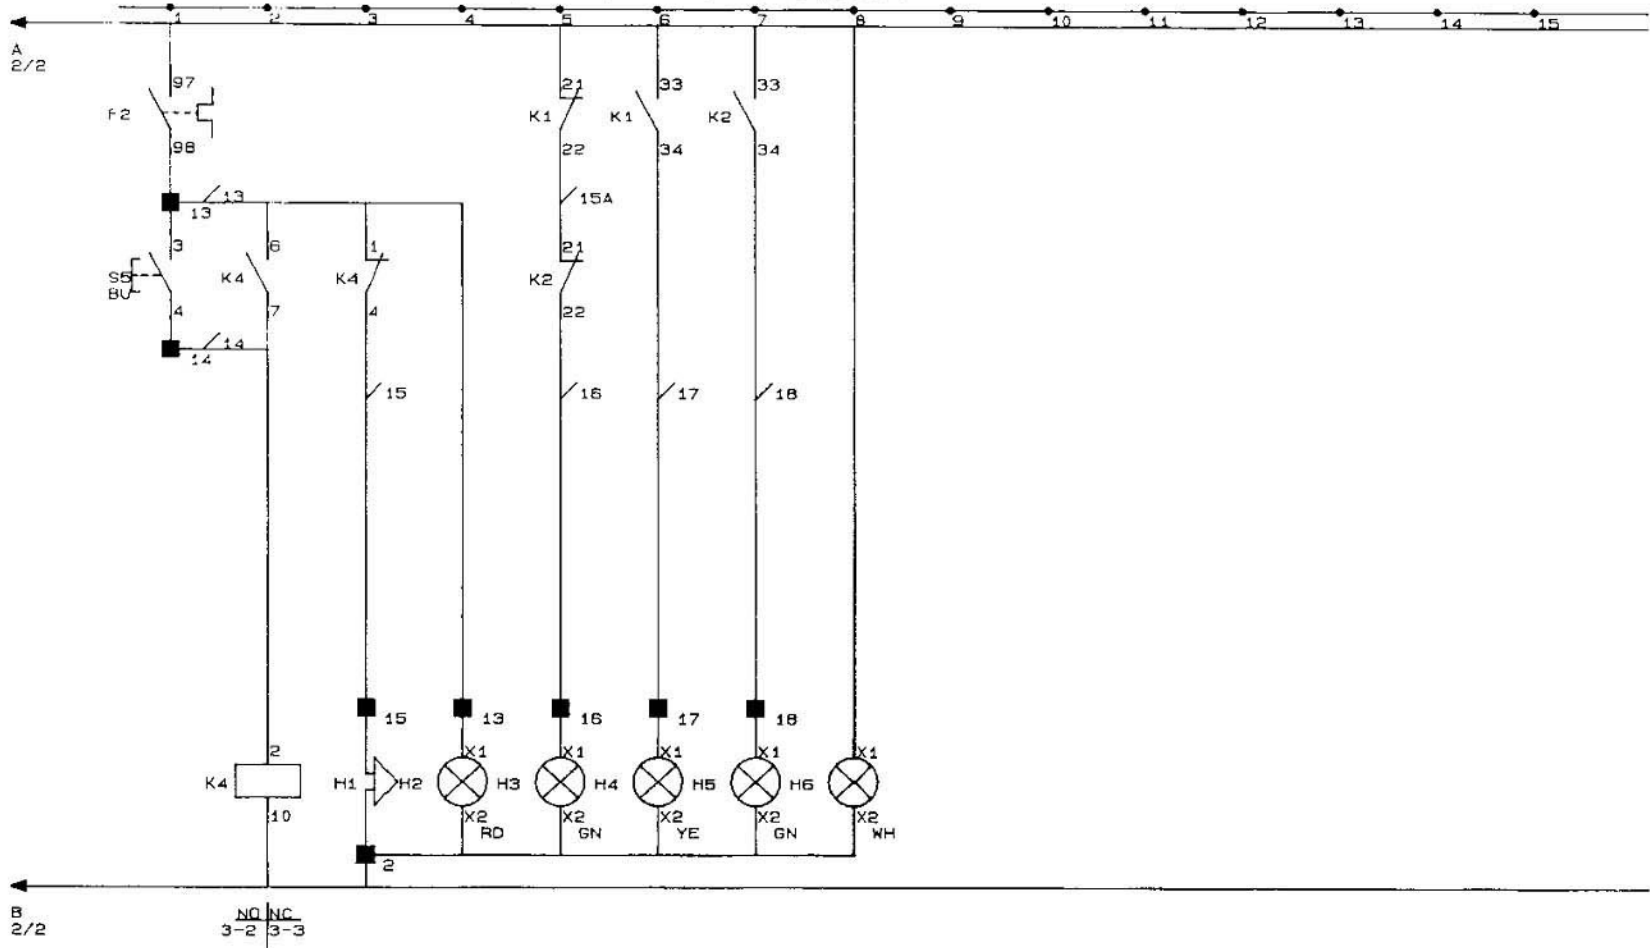 1 2 3 4 5 6 7 8 9 10 11 12 13 14 15
A
2/2
97 21 33 33
F2 K1 K1 K2
98 22 34 34
13 15A
13
3 6 1 21
S5 K4 K4 K2
BU
4 7 4 22
14
14
15 16 17 18
15 13 16 17 18
2 X1 X1 X1 X1 X1
K4 H1 H2 H3 H4 H5 H6
10 X2 X2 X2 X2 X2
RD GN YE GN WH
2
B
2/2
NO NC
3-2 3-3